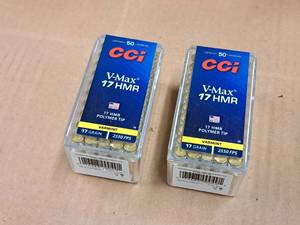 50
CCI
V-Max
17 HMR
17 HMR
POLYMER TIP
VARMINT
17 GRAIN
2550 FPS
50
CCI
V-Max
17 HMR
17 HMR
POLYMER TIP
VARMINT
17 GRAIN
2550 FPS